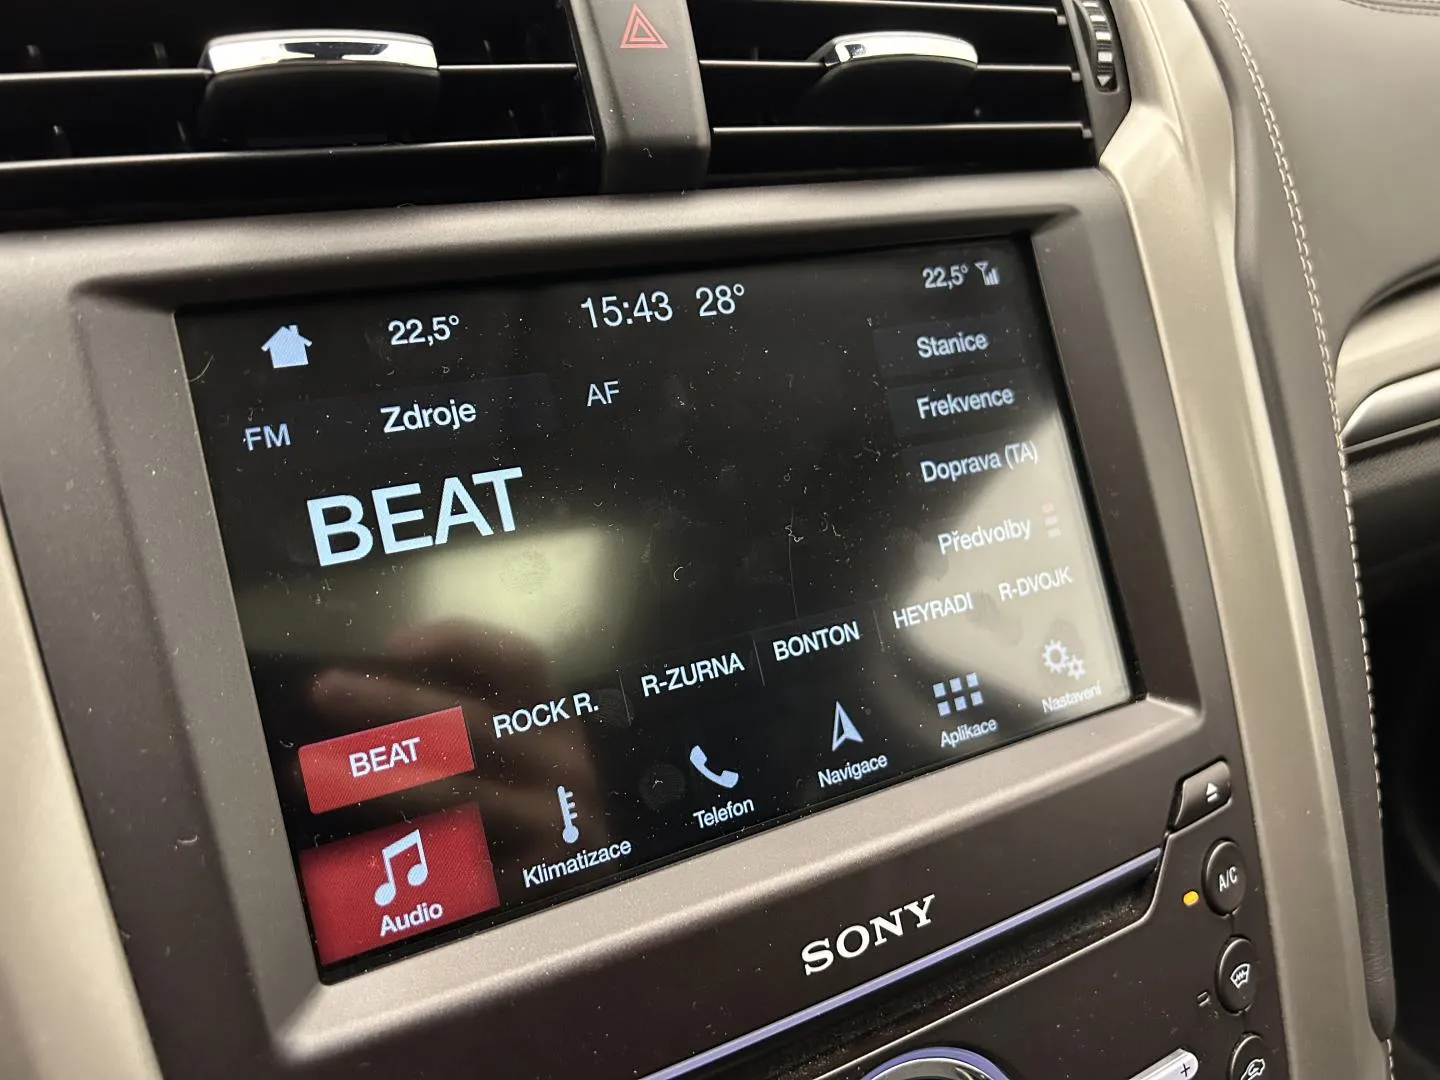 22,5° 15:43 28° 22,5°
FM Zdroje AF Stanice
Frekvence
BEAT Doprava (TA)
Předvolby
BEAT ROCK R. R-ZURNA BONTON HEYRADI R-DVOJK
Audio Klimatizace Telefon Navigace Aplikace Nastavení
SONY
A/C
+